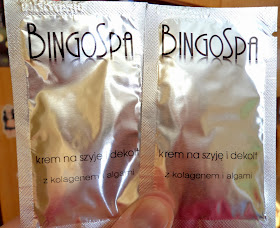 BINGOSPA
krem na szyję i dekolt
z kolagenem i algami
BINGOSPA
krem na szyję i dekolt
z kolagenem i algami